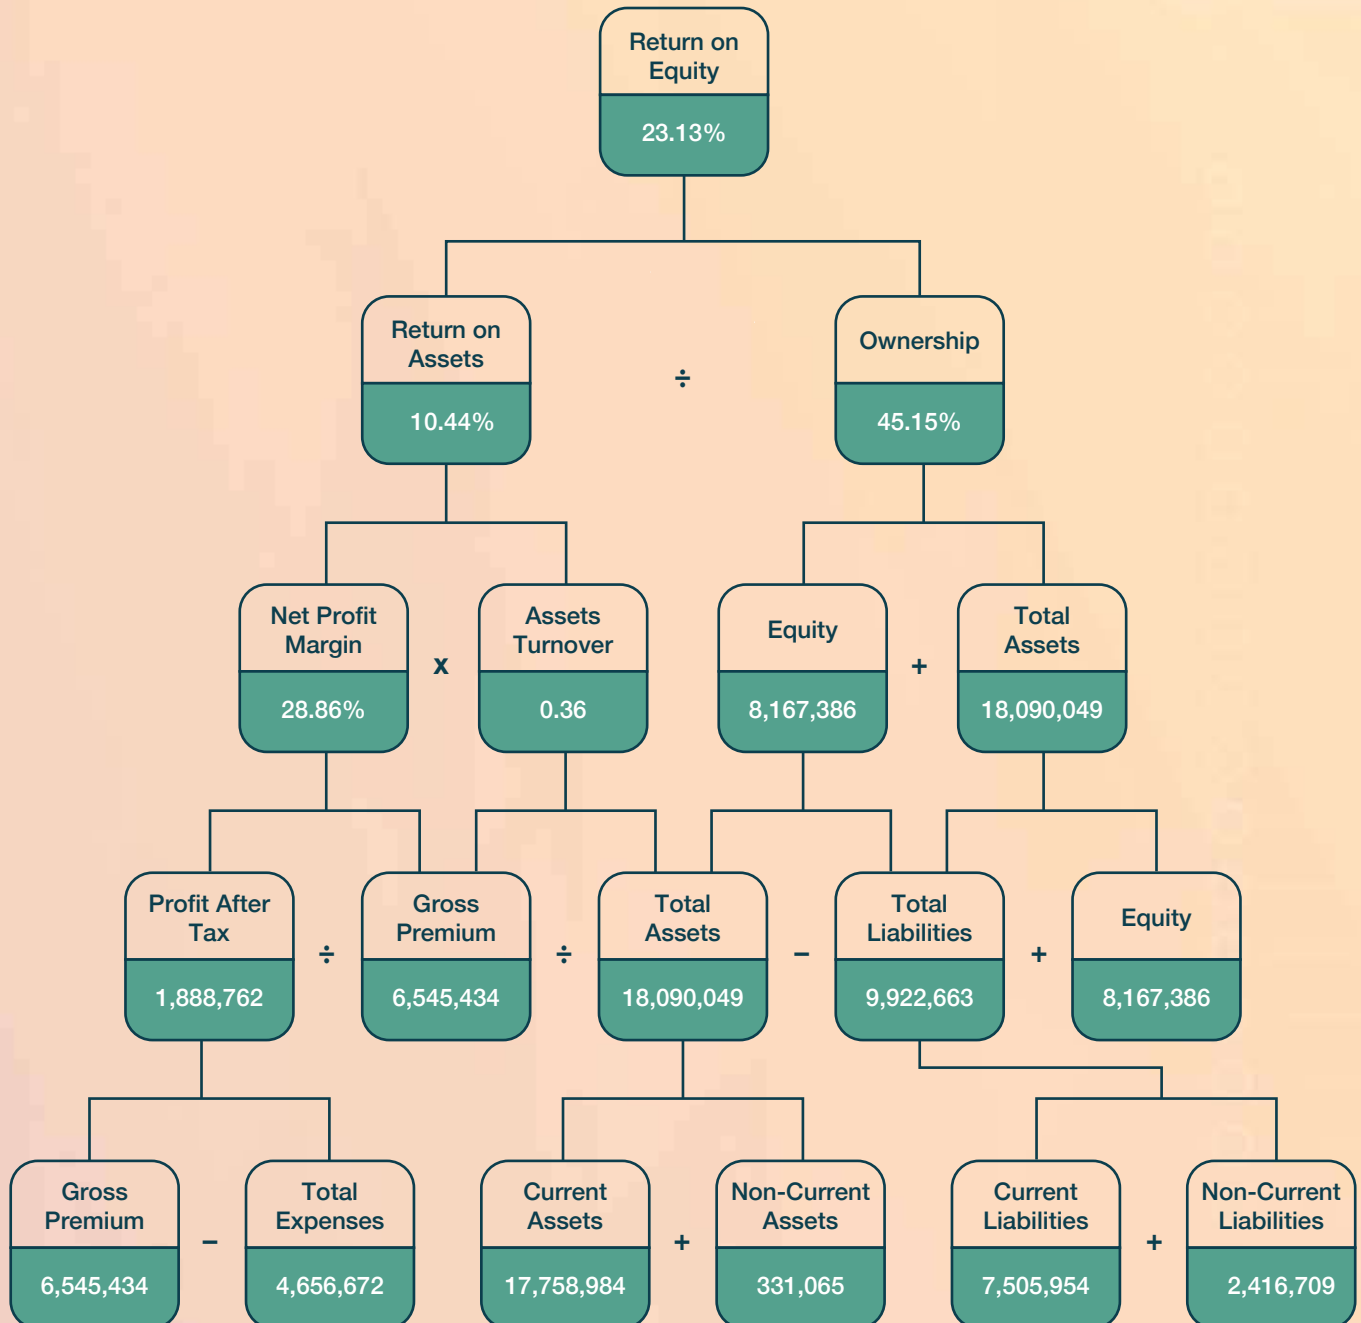 Return on
Equity
23.13%
Return on
Assets
10.44%
÷
Ownership
45.15%
Net Profit
Margin
28.86%
x
Assets
Turnover
0.36
Equity
8,167,386
+
Total
Assets
18,090,049
Profit After
Tax
1,888,762
÷
Gross
Premium
6,545,434
÷
Total
Assets
18,090,049
–
Total
Liabilities
9,922,663
+
Equity
8,167,386
Gross
Premium
6,545,434
–
Total
Expenses
4,656,672
Current
Assets
17,758,984
+
Non-Current
Assets
331,065
Current
Liabilities
7,505,954
+
Non-Current
Liabilities
2,416,709